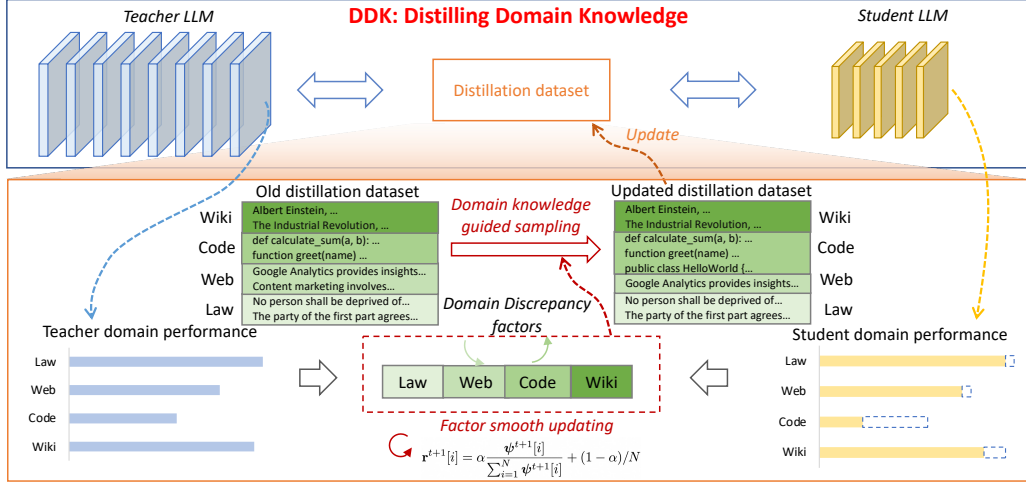 Teacher LLM
DDK: Distilling Domain Knowledge
Student LLM
Distillation dataset
Update
Old distillation dataset
Updated distillation dataset
Wiki
Code
Web
Law
Albert Einstein, ...
The Industrial Revolution, ...
def calculate_sum(a, b): ...
function greet(name) ...
Google Analytics provides insights...
Content marketing involves...
No person shall be deprived of...
The party of the first part agrees...
Domain knowledge
guided sampling
Albert Einstein, ...
The Industrial Revolution, ...
def calculate_sum(a, b): ...
function greet(name) ...
public class HelloWorld {...
Google Analytics provides insights...
No person shall be deprived of...
The party of the first part agrees...
Wiki
Code
Web
Law
Domain Discrepancy
factors
Teacher domain performance
Law
Web
Code
Wiki
Law Web Code Wiki
Factor smooth updating
𝐫^{t+1}[i] = α \frac{𝝍^{t+1}[i]}{\sum_{i=1}^{N} 𝝍^{t+1}[i]} + (1 − α)/N
Student domain performance
Law
Web
Code
Wiki